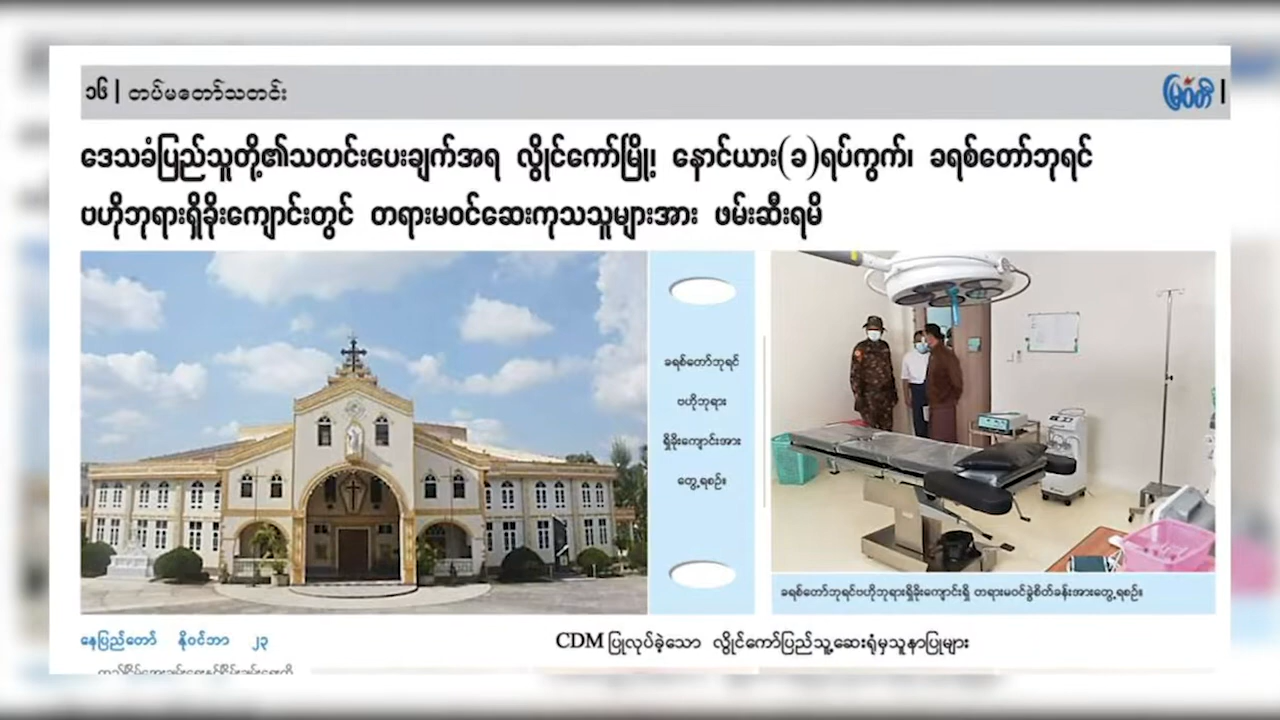 ၁၆ | တပ်မတော်သတင်း
မြဝတီ |
ဒေသခံပြည်သူတို့၏သတင်းပေးချက်အရ လွိုင်ကော်မြို့၊ နောင်ယား(ခ)ရပ်ကွက်၊ ခရစ်တော်ဘုရင်
ဗဟိုဘုရားရှိခိုးကျောင်းတွင် တရားမဝင်ဆေးကုသသူများအား ဖမ်းဆီးရမိ
ခရစ်တော်ဘုရင်
ဗဟိုဘုရား
ရှိခိုးကျောင်းအား
တွေ့ရစဉ်။
ခရစ်တော်ဘုရင်ဗဟိုဘုရားရှိခိုးကျောင်းရှိ တရားမဝင်ခွဲစိတ်ခန်းအားတွေ့ရစဉ်။
နေပြည်တော် နိုဝင်ဘာ ၂၃
CDM ပြုလုပ်ခဲ့သော လွိုင်ကော်ပြည်သူ့ဆေးရုံမှသူနာပြုများ